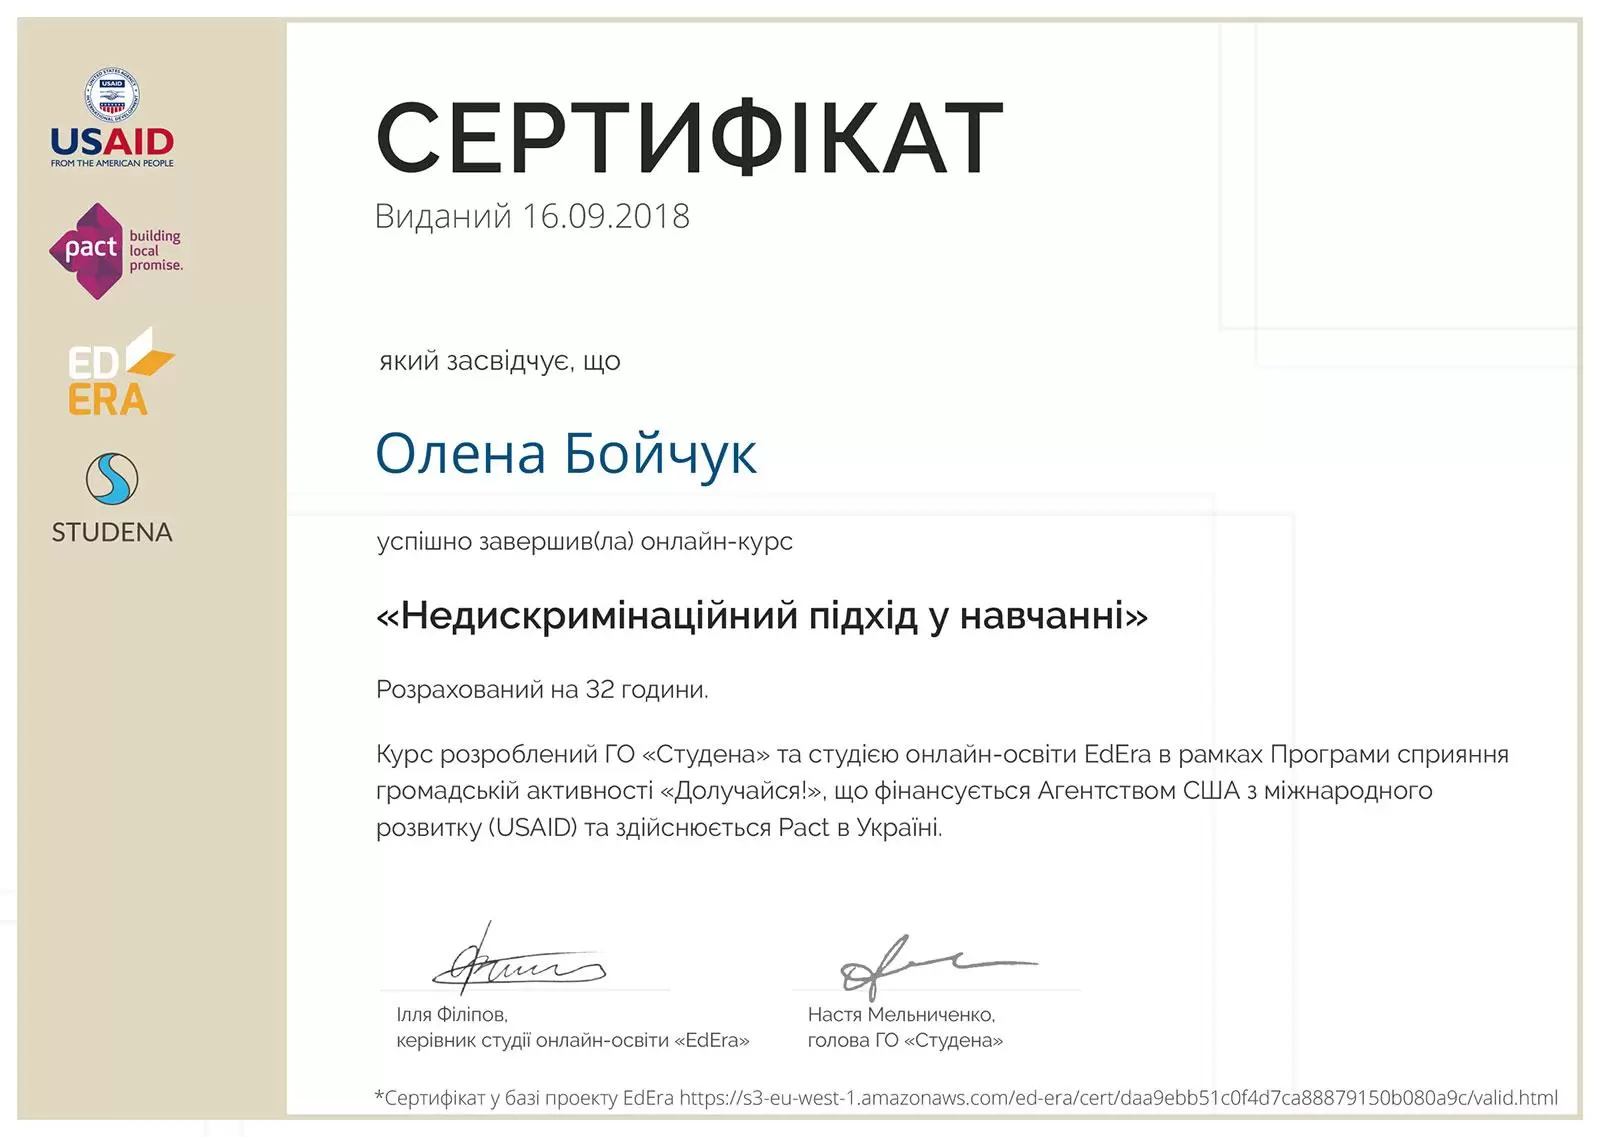 USAID
FROM THE AMERICAN PEOPLE
pact
building
local
promise.
ED
ERA
STUDENA
СЕРТИФІКАТ
Виданий 16.09.2018
який засвідчує, що
Олена Бойчук
успішно завершив(ла) онлайн-курс
«Недискримінаційний підхід у навчанні»
Розрахований на 32 години.
Курс розроблений ГО «Студена» та студією онлайн-освіти EdEra в рамках Програми сприяння
громадській активності «Долучайся!», що фінансується Агентством США з міжнародного
розвитку (USAID) та здійснюється Pact в Україні.
Ілля Філіпов,
керівник студії онлайн-освіти «EdEra»
Настя Мельниченко,
голова ГО «Студена»
*Сертифікат у базі проекту EdEra https://s3-eu-west-1.amazonaws.com/ed-era/cert/daa9ebb51c0f4d7ca88879150b080a9c/valid.html